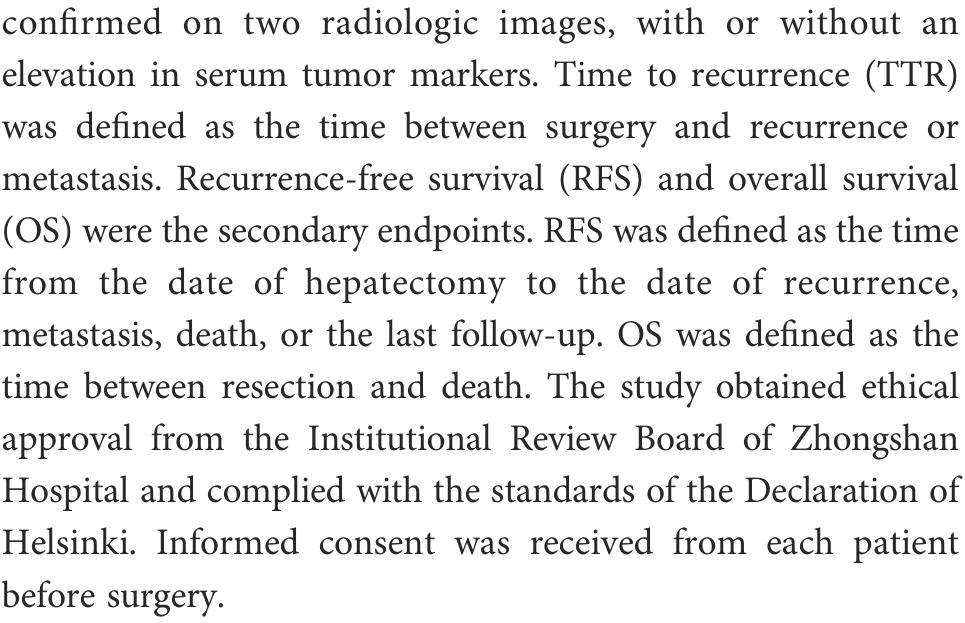 confirmed on two radiologic images, with or without an
elevation in serum tumor markers. Time to recurrence (TTR)
was defined as the time between surgery and recurrence or
metastasis. Recurrence-free survival (RFS) and overall survival
(OS) were the secondary endpoints. RFS was defined as the time
from the date of hepatectomy to the date of recurrence,
metastasis, death, or the last follow-up. OS was defined as the
time between resection and death. The study obtained ethical
approval from the Institutional Review Board of Zhongshan
Hospital and complied with the standards of the Declaration of
Helsinki. Informed consent was received from each patient
before surgery.